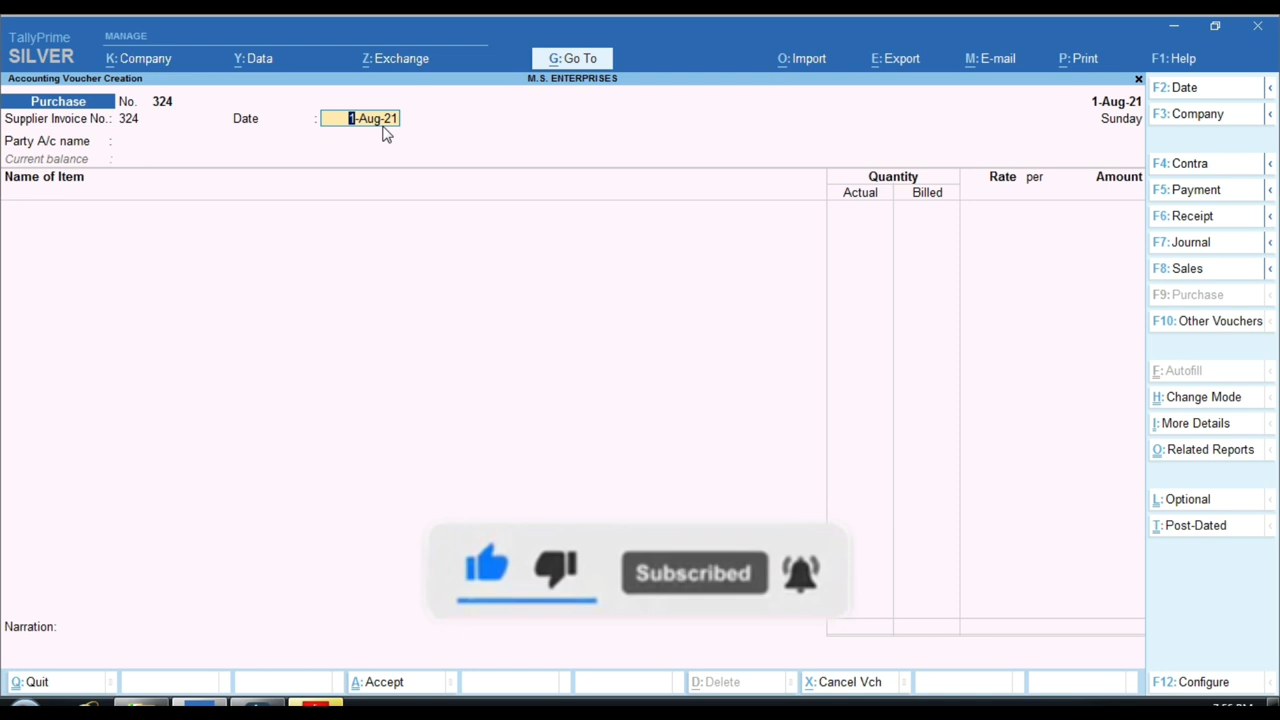 TallyPrime
SILVER
MANAGE
K: Company
Y: Data
Z: Exchange
G: Go To
O: Import
E: Export
M: E-mail
P: Print
F1: Help
Accounting Voucher Creation
M.S. ENTERPRISES
Purchase No. 324
1-Aug-21
Supplier Invoice No.: 324 Date : 1-Aug-21
Sunday
Party A/c name :
Current balance :
Name of Item
Quantity
Rate per
Amount
Actual
Billed
Narration:
Subscribed
F2: Date
F3: Company
F4: Contra
F5: Payment
F6: Receipt
F7: Journal
F8: Sales
F9: Purchase
F10: Other Vouchers
F: Autofill
H: Change Mode
I: More Details
O: Related Reports
L: Optional
T: Post-Dated
Q: Quit
A: Accept
D: Delete
X: Cancel Vch
F12: Configure